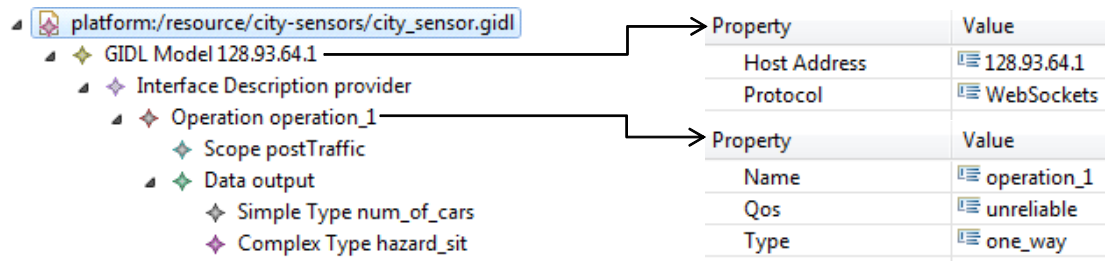 platform:/resource/city-sensors/city_sensor.gidl
GIDL Model 128.93.64.1
Interface Description provider
Operation operation_1
Scope postTraffic
Data output
Simple Type num_of_cars
Complex Type hazard_sit
Property Value
Host Address 128.93.64.1
Protocol WebSockets
Property Value
Name operation_1
Qos unreliable
Type one_way